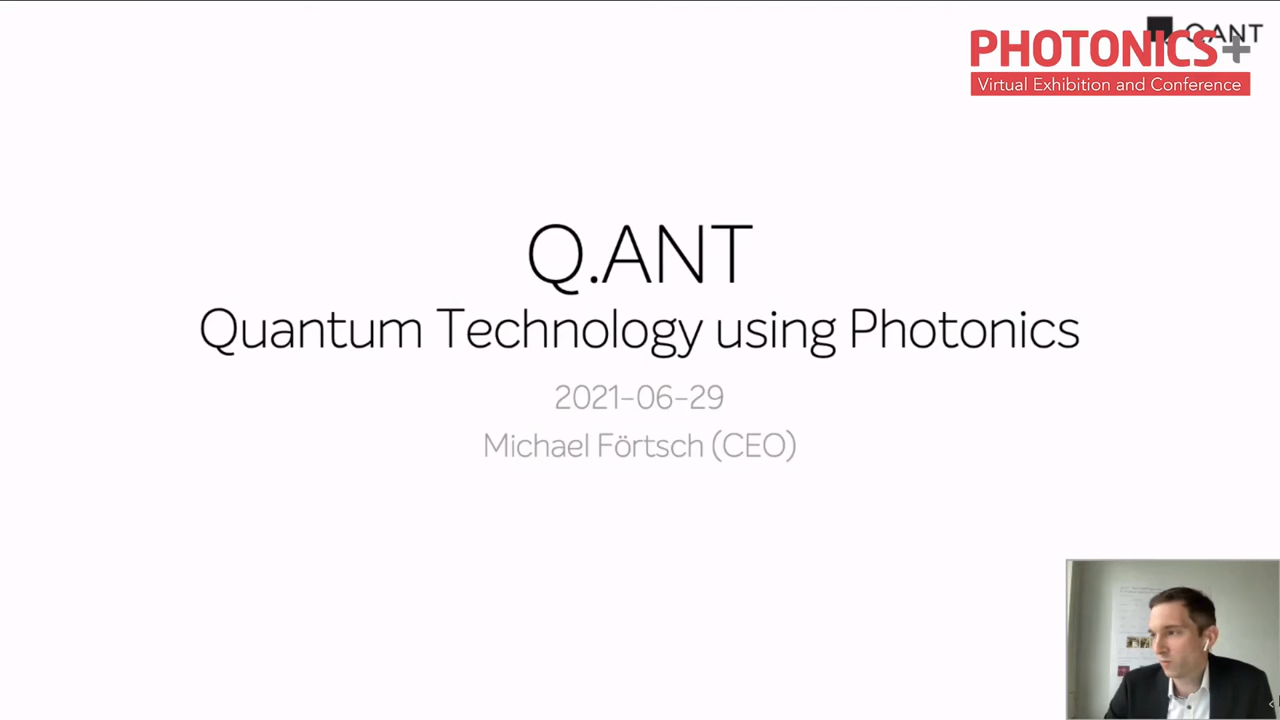 Q.ANT
PHOTONICS+
Virtual Exhibition and Conference
Q.ANT
Quantum Technology using Photonics
2021-06-29
Michael Förtsch (CEO)